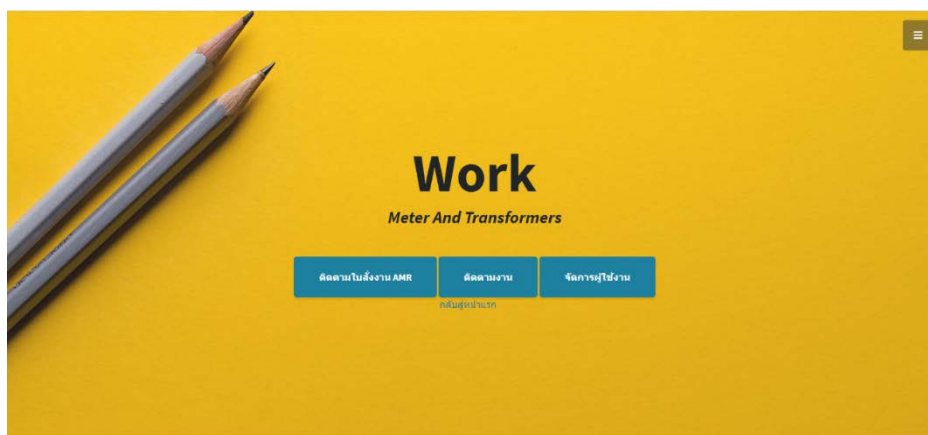 Work
Meter And Transformers
ติดตามใบสั่งงาน AMR
ติดตามงาน
จัดการผู้ใช้งาน
กลับสู่หน้าแรก